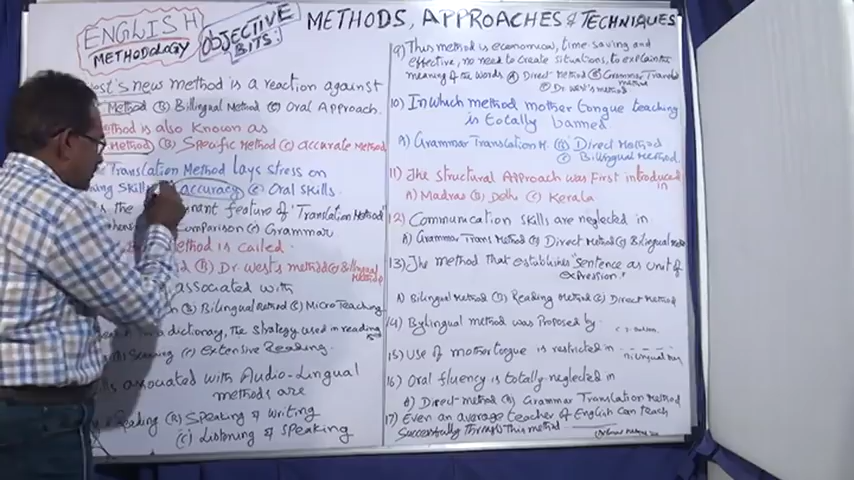 ENGLISH
METHODOLOGY
OBJECTIVE
BITS.
METHODS, APPROACHES & TECHNIQUES
West's new method is a reaction against
Method (B) Billingual Method (C) Oral Approach.
method is also known as
Method (B) Specific Method (C) accurate Method
Translation Method lays stress on
Skills accuracy (C) Oral skills.
the feature of "Translation Method"
Comparison (C) Grammar
Method is called
(B) Dr West's method (C) Billingual Method
associated with
(B) Bilingual Method (C) Micro Teaching
in a dictionary, the strategy used in reading
(C) Extensive Reading.
associated with Audio-Lingual
methods are
Reading (B) Speaking & Writing
(C) Listening & Speaking
9) This method is economical, time-saving and
effective, no need to create situations, to explain the
meaning of the words (A) Direct Method (B) Grammar Transla
method
(C) Dr West's method
10) In which method mother tongue teaching
is totally banned
A) Grammar Translation M. (B) Direct Method
(C) Billingual Method.
11) The Structural Approach was First introduced
in
A) Madras (B) Delhi (C) Kerala
12) Communication skills are neglected in
A) Grammar Trans Method (B) Direct Method (C) Bilingual
13) The method that establishes "Sentence as unit of
expression"
A) Bilingual Method (B) Reading Method (C) Direct Method
14) Bylingual method was Proposed by
15) Use of mother tongue is restricted in
16) Oral fluency is totally neglected in
A) Direct method (B) Grammar Translation Method
17) Even an average teacher of English can teach
Successfully through This method